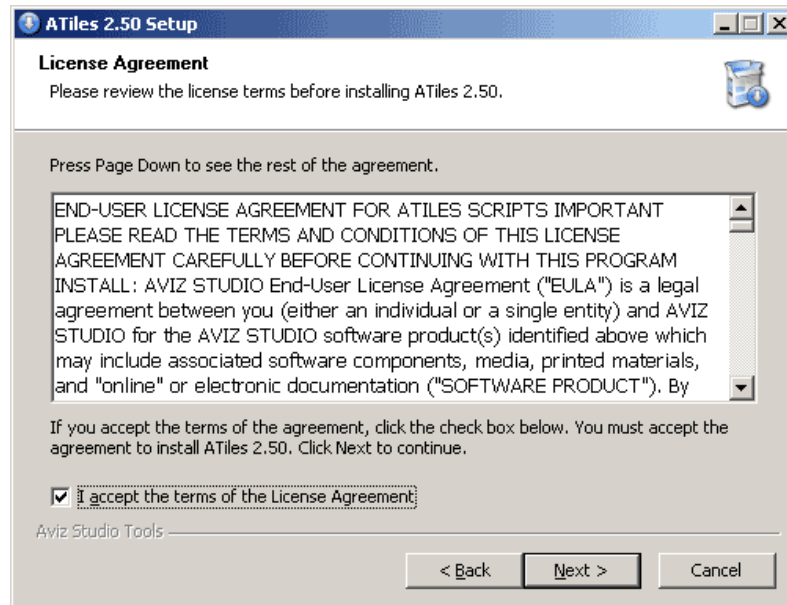 ATiles 2.50 Setup
License Agreement
Please review the license terms before installing ATiles 2.50.
Press Page Down to see the rest of the agreement.
END-USER LICENSE AGREEMENT FOR ATILES SCRIPTS IMPORTANT
PLEASE READ THE TERMS AND CONDITIONS OF THIS LICENSE
AGREEMENT CAREFULLY BEFORE CONTINUING WITH THIS PROGRAM
INSTALL: AVIZ STUDIO End-User License Agreement ("EULA") is a legal
agreement between you (either an individual or a single entity) and AVIZ
STUDIO for the AVIZ STUDIO software product(s) identified above which
may include associated software components, media, printed materials,
and "online" or electronic documentation ("SOFTWARE PRODUCT"). By
If you accept the terms of the agreement, click the check box below. You must accept the
agreement to install ATiles 2.50. Click Next to continue.
I accept the terms of the License Agreement
Aviz Studio Tools
< Back Next > Cancel